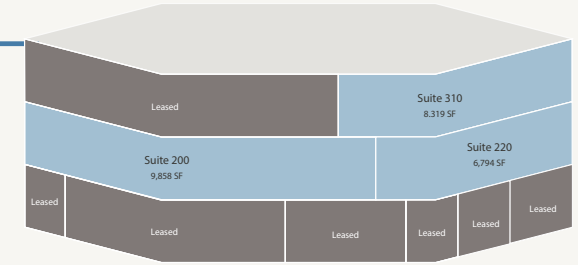 Leased
Suite 310
8.319 SF
Suite 200
9,858 SF
Suite 220
6,794 SF
Leased
Leased
Leased
Leased
Leased
Leased